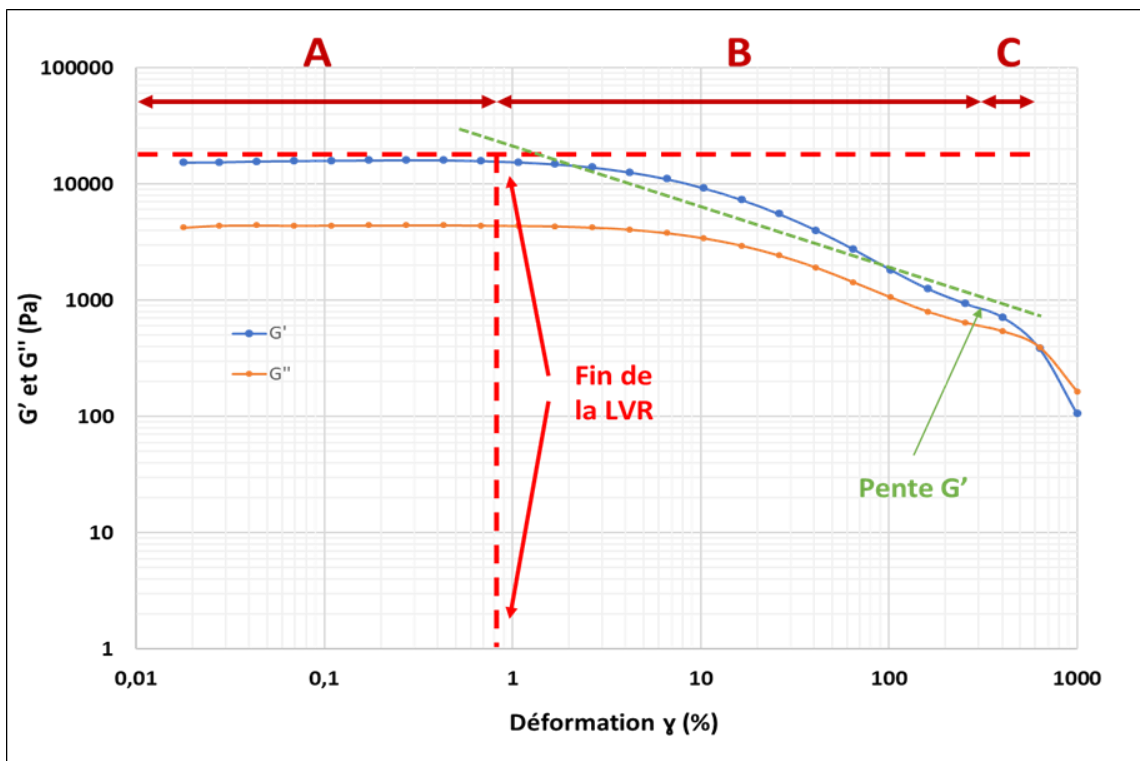 A
B
C
100000
10000
1000
100
10
1
G' et G'' (Pa)
G'
G''
Fin de
la LVR
Pente G’
0,01
0,1
1
10
100
1000
Déformation ɣ (%)